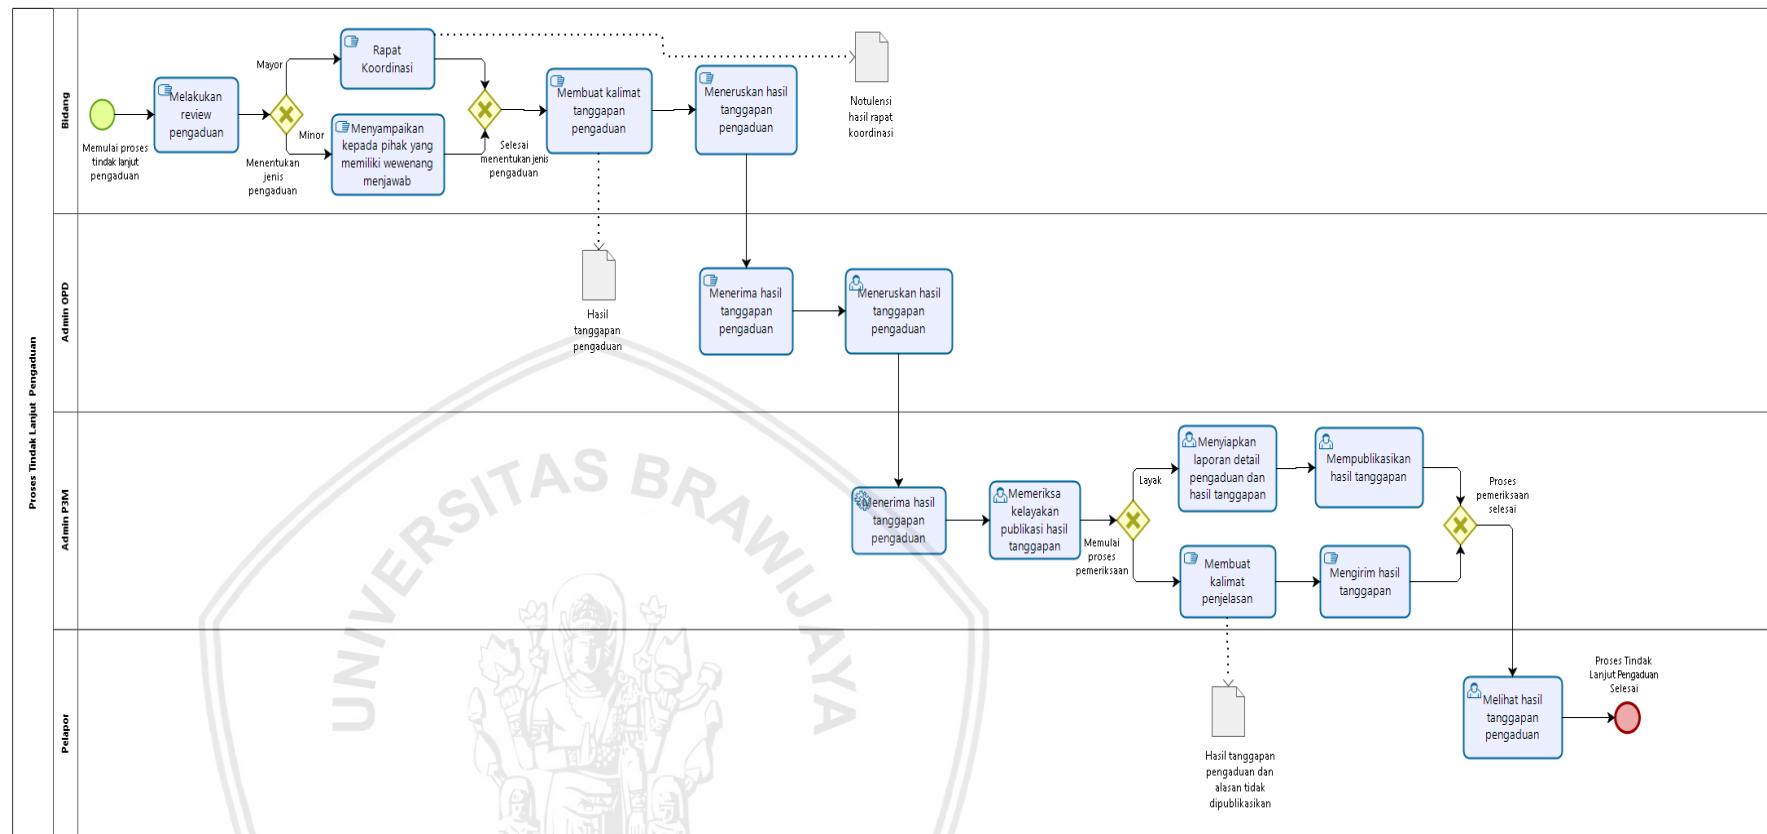 Proses Tindak Lanjut Pengaduan
Bidang
Memulai proses
tindak lanjut
pengaduan
Melakukan
review
pengaduan
Menentukan
jenis
pengaduan
Mayor
Minor
Rapat
Koordinasi
Menyampaikan
kepada pihak yang
memiliki wewenang
menjawab
Selesai
menentukan jenis
pengaduan
Membuat kalimat
tanggapan
pengaduan
Meneruskan hasil
tanggapan
pengaduan
Notulensi
hasil rapat
koordinasi
Admin OPD
Hasil
tanggapan
pengaduan
Menerima hasil
tanggapan
pengaduan
Meneruskan hasil
tanggapan
pengaduan
Admin P3M
Menerima hasil
tanggapan
pengaduan
Memeriksa
kelayakan
publikasi hasil
tanggapan
Memulai
proses
pemeriksaan
Layak
Menyiapkan
laporan detail
pengaduan dan
hasil tanggapan
Mempublikasikan
hasil tanggapan
Membuat
kalimat
penjelasan
Mengirim hasil
tanggapan
Proses
pemeriksaan
selesai
Pelapor
Hasil tanggapan
pengaduan dan
alasan tidak
dipublikasikan
Melihat hasil
tanggapan
pengaduan
Proses Tindak
Lanjut Pengaduan
Selesai
UNIVERSITAS BRAWIJAYA